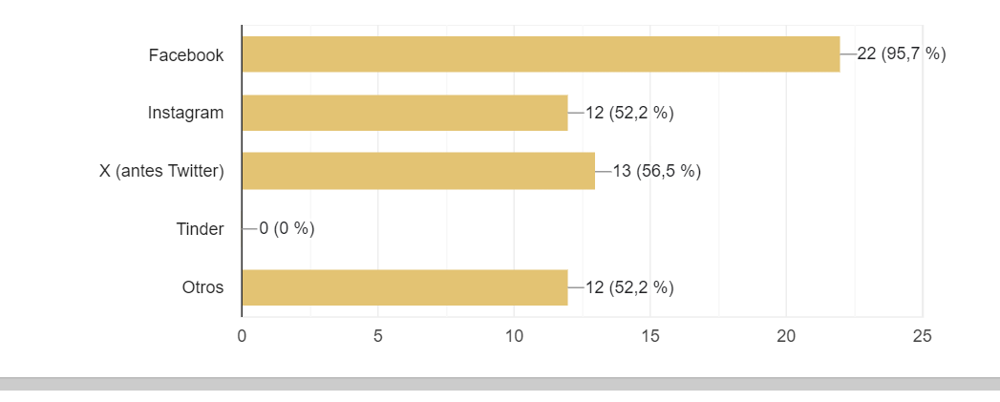 Facebook 22 (95,7 %)
Instagram 12 (52,2 %)
X (antes Twitter) 13 (56,5 %)
Tinder 0 (0 %)
Otros 12 (52,2 %)
0 5 10 15 20 25